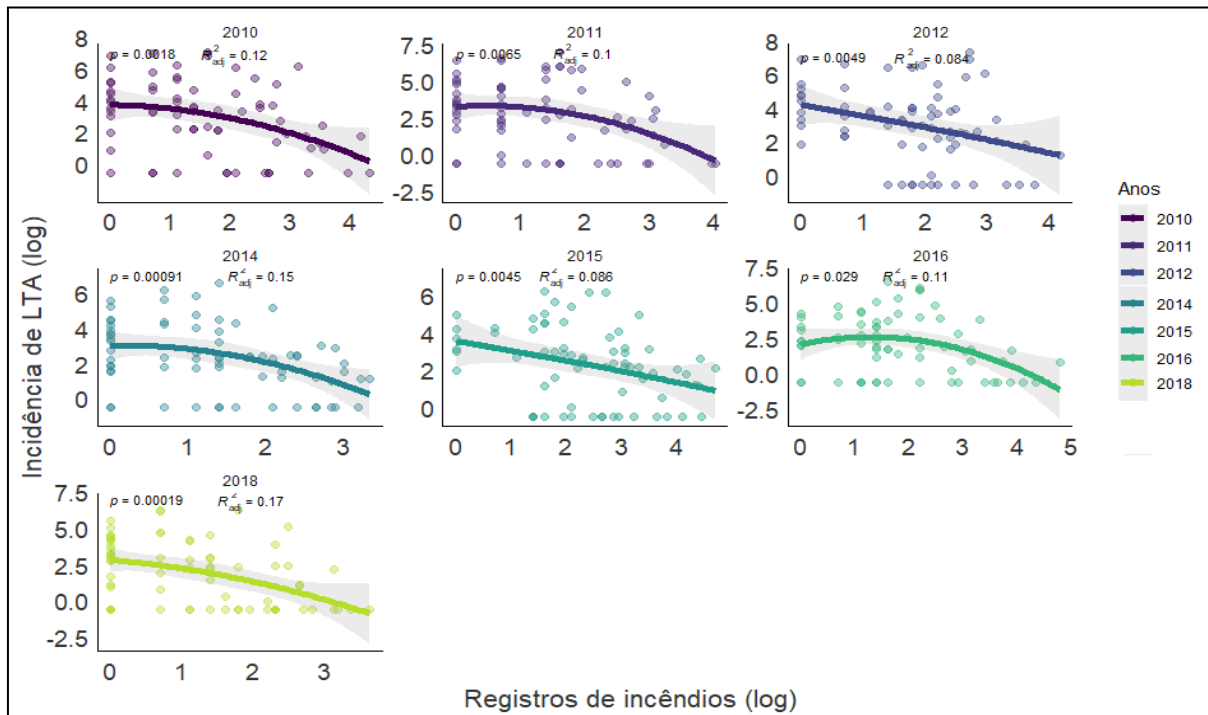 2010
p = 0.0018 R²adj = 0.12
8
6
4
2
0
0 1 2 3 4
2011
p = 0.0065 R²adj = 0.1
7.5
5.0
2.5
0.0
-2.5
0 1 2 3 4
2012
p = 0.0049 R²adj = 0.084
8
6
4
2
0
0 1 2 3 4
2014
p = 0.00091 R²adj = 0.15
6
4
2
0
0 1 2 3
2015
p = 0.0045 R²adj = 0.086
6
4
2
0
0 1 2 3 4
2016
p = 0.029 R²adj = 0.11
7.5
5.0
2.5
0.0
-2.5
0 1 2 3 4 5
2018
p = 0.00019 R²adj = 0.17
7.5
5.0
2.5
0.0
-2.5
0 1 2 3
Incidência de LTA (log)
Registros de incêndios (log)
Anos
2010
2011
2012
2014
2015
2016
2018